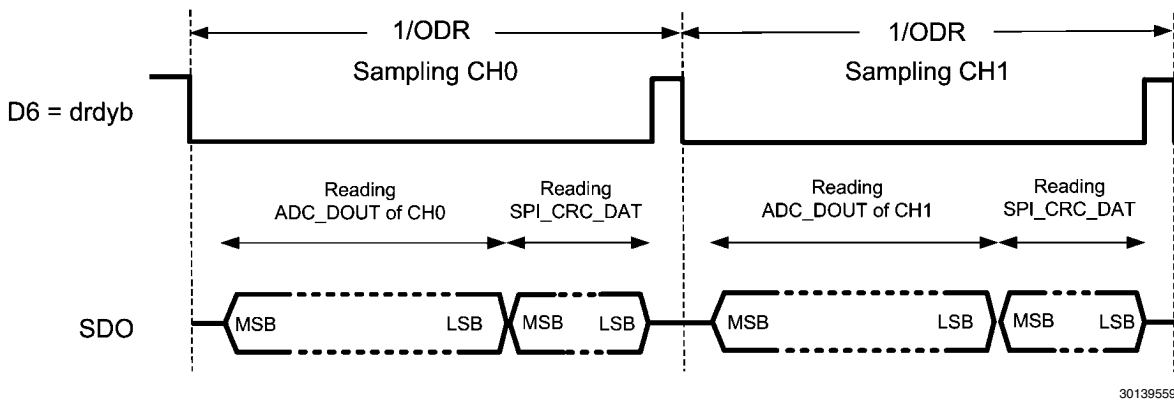 1/ODR
1/ODR
Sampling CH0
Sampling CH1
D6 = drdyb
Reading
ADC_DOUT of CH0
Reading
SPI_CRC_DAT
Reading
ADC_DOUT of CH1
Reading
SPI_CRC_DAT
SDO
MSB
LSB
MSB
LSB
MSB
LSB
MSB
LSB
30139559